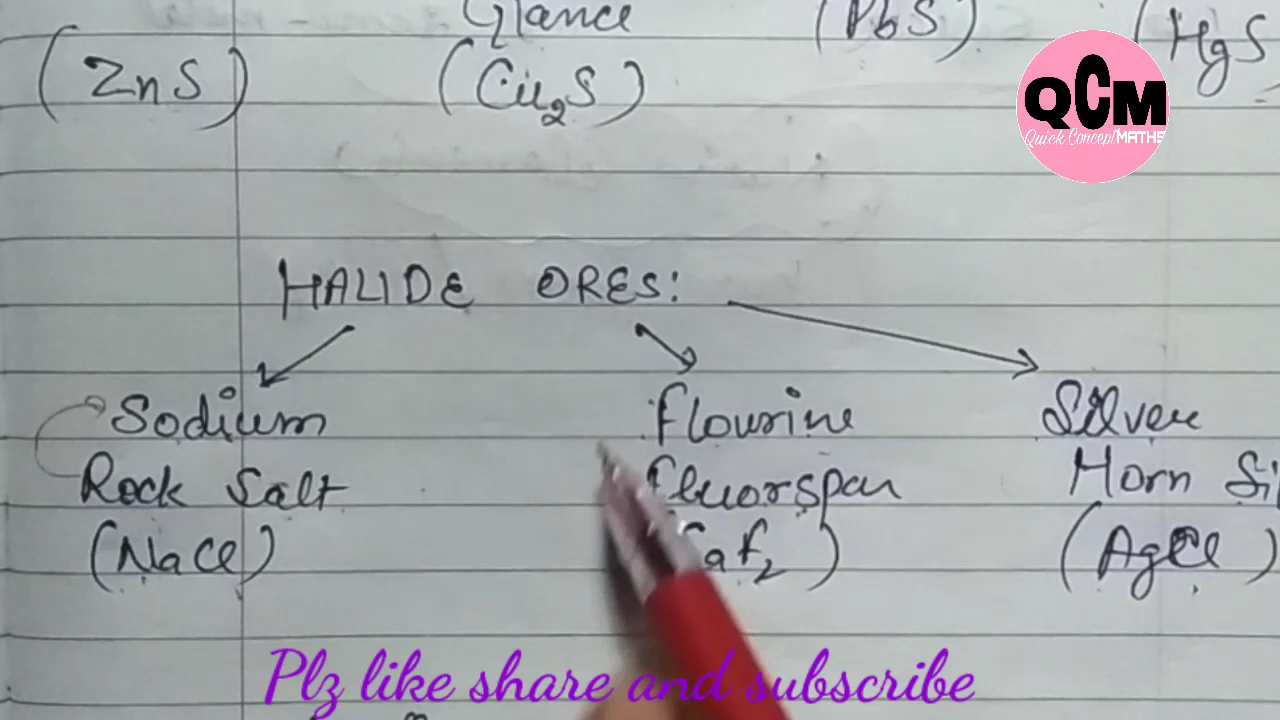 Glance (PbS) (HgS
(ZnS) (Cu2S)
QCM
Quick Concept MATHS
HALIDE ORES:
Sodium Flourine Silver
Rock Salt Fluorspar Horn Si
(NaCl) CaF2) (AgCl)
Plz like share and subscribe